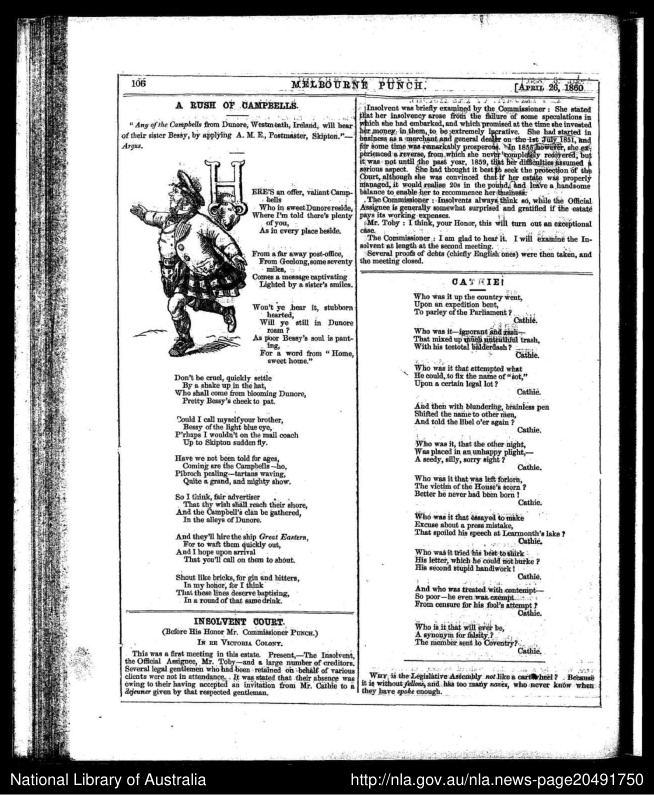 106
MELBOURNE PUNCH.
[APRIL 26, 1860
A RUSH OF CAMPBELLS.
"Any of the Campbells from Dunore, Westmeath, Ireland, will hear
of their sister Bessy, by applying A. M. E., Postmaster, Skipton."—
Argus.
H
ERE'S an offer, valiant Camp-
bells
Who in sweet Dunore reside,
Where I'm told there's plenty
of you,
As in every place beside.
From a far away post-office,
From Geelong, some seventy
miles,
Comes a message captivating
Lighted by a sister's smiles.
Won't ye hear it, stubborn
hearted,
Will ye still in Dunore
roam?
As poor Bessy's soul is pant-
ing,
For a word from "Home,
sweet home."
Don't be cruel, quickly settle
By a shake up in the hat,
Who shall come from blooming Dunore,
Pretty Bessy's cheek to pat.
Could I call myself your brother,
Bessy of the light blue eye,
P'rhaps I wouldn't on the mail coach
Up to Skipton sudden fly.
Have we not been told for ages,
Coming are the Campbells—ho,
Pibroch pealing—tartans waving,
Quite a grand, and mighty show.
So I think, fair advertiser
That thy wish shall reach their shore,
And the Campbell's clan be gathered,
In the alleys of Dunore.
And they'll hire the ship Great Eastern,
For to waft them quickly out,
And I hope upon arrival
That you'll call on them to shout.
Shout like bricks, for gin and bitters,
In my honor, for I think
That these lines deserve baptising,
In a round of that same drink.
INSOLVENT COURT.
(Before His Honor Mr. Commissioner PUNCH.)
IN RE VICTORIA COLONY.
This was a first meeting in this estate. Present,—The Insolvent,
the Official Assignee, Mr. Toby—and a large number of creditors.
Several legal gentlemen who had been retained on behalf of various
clients were not in attendance. It was stated that their absence was
owing to their having accepted an invitation from Mr. Cathie to a
dejeuner given by that respected gentleman.
Insolvent was briefly examined by the Commissioner: She stated
that her insolvency arose from the failure of some speculations in
which she had embarked, and which promised at the time she invested
her money in them, to be extremely lucrative. She had started in
business as a merchant and general dealer on the 1st July 1851, and
for some time was remarkably prosperous. In 1855 however, she ex-
perienced a reverse, from which she never completely recovered, but
it was not until the past year, 1859, that her difficulties assumed a
serious aspect. She had thought it best to seek the protection of the
Court, although she was convinced that if her estate was properly
managed, it would realise 20s in the pound, and leave a handsome
balance to enable her to recommence her business.
The Commissioner: Insolvents always think so, while the Official
Assignee is generally somewhat surprised and gratified if the estate
pays its working expenses.
Mr. Toby: I think, your Honor, this will turn out an exceptional
case.
The Commissioner: I am glad to hear it. I will examine the In-
solvent at length at the second meeting.
Several proofs of debts (chiefly English ones) were then taken, and
the meeting closed.
CATHIE!
Who was it up the country went,
Upon an expedition bent,
To parley of the Parliament?
Cathie.
Who was it—ignorant and rash—
That mixed up much untruthful trash,
With his teetotal balderdash?
Cathie.
Who was it that attempted what
He could, to fix the name of "sot,"
Upon a certain legal lot?
Cathie.
And then with blundering, brainless pen
Shifted the name to other men,
And told the libel o'er again?
Cathie.
Who was it, that the other night,
Was placed in an unhappy plight,—
A seedy, silly, sorry sight?
Cathie.
Who was it that was left forlorn,
The victim of the House's scorn?
Better he never had been born!
Cathie.
Who was it that essayed to make
Excuse about a press mistake,
That spoiled his speech at Learmonth's lake?
Cathie.
Who was it tried his best to shirk
His letter, which he could not burke?
His second stupid handiwork!
Cathie.
And who was treated with contempt—
So poor—he even was exempt
From censure for his fool's attempt?
Cathie.
Who is it that will ever be,
A synonym for falsity?
The member sent to Coventry?
Cathie.
WHY is the Legislative Assembly not like a cart wheel? Because
it is without felloes, and has too many naves, who never know when
they have spoke enough.
National Library of Australia
http://nla.gov.au/nla.news-page20491750